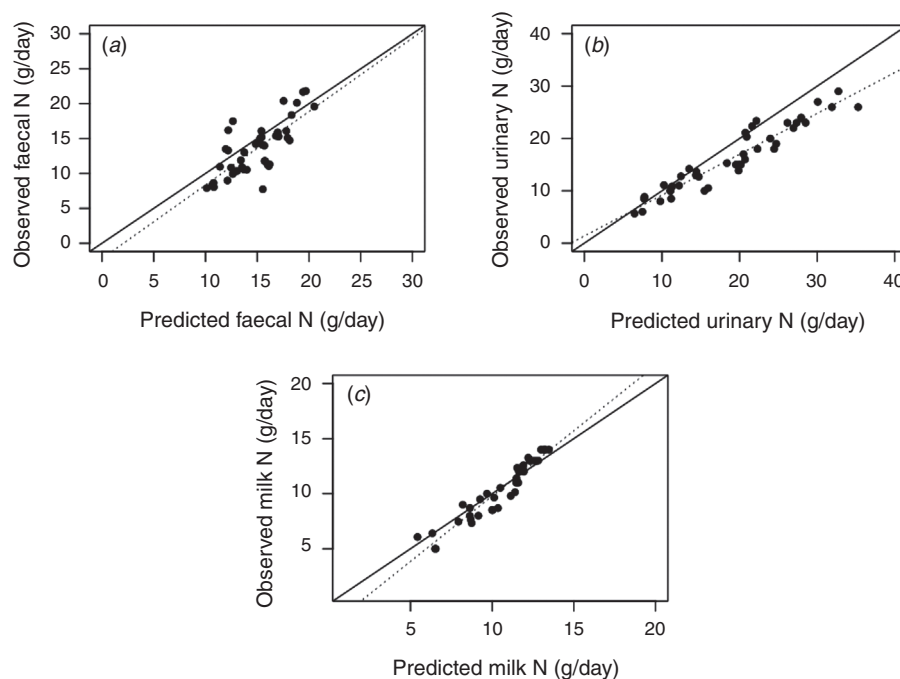 (a)
Observed faecal N (g/day)
30
25
20
15
10
5
0
0 5 10 15 20 25 30
Predicted faecal N (g/day)
(b)
Observed urinary N (g/day)
40
30
20
10
0
0 10 20 30 40
Predicted urinary N (g/day)
(c)
Observed milk N (g/day)
20
15
10
5
5 10 15 20
Predicted milk N (g/day)